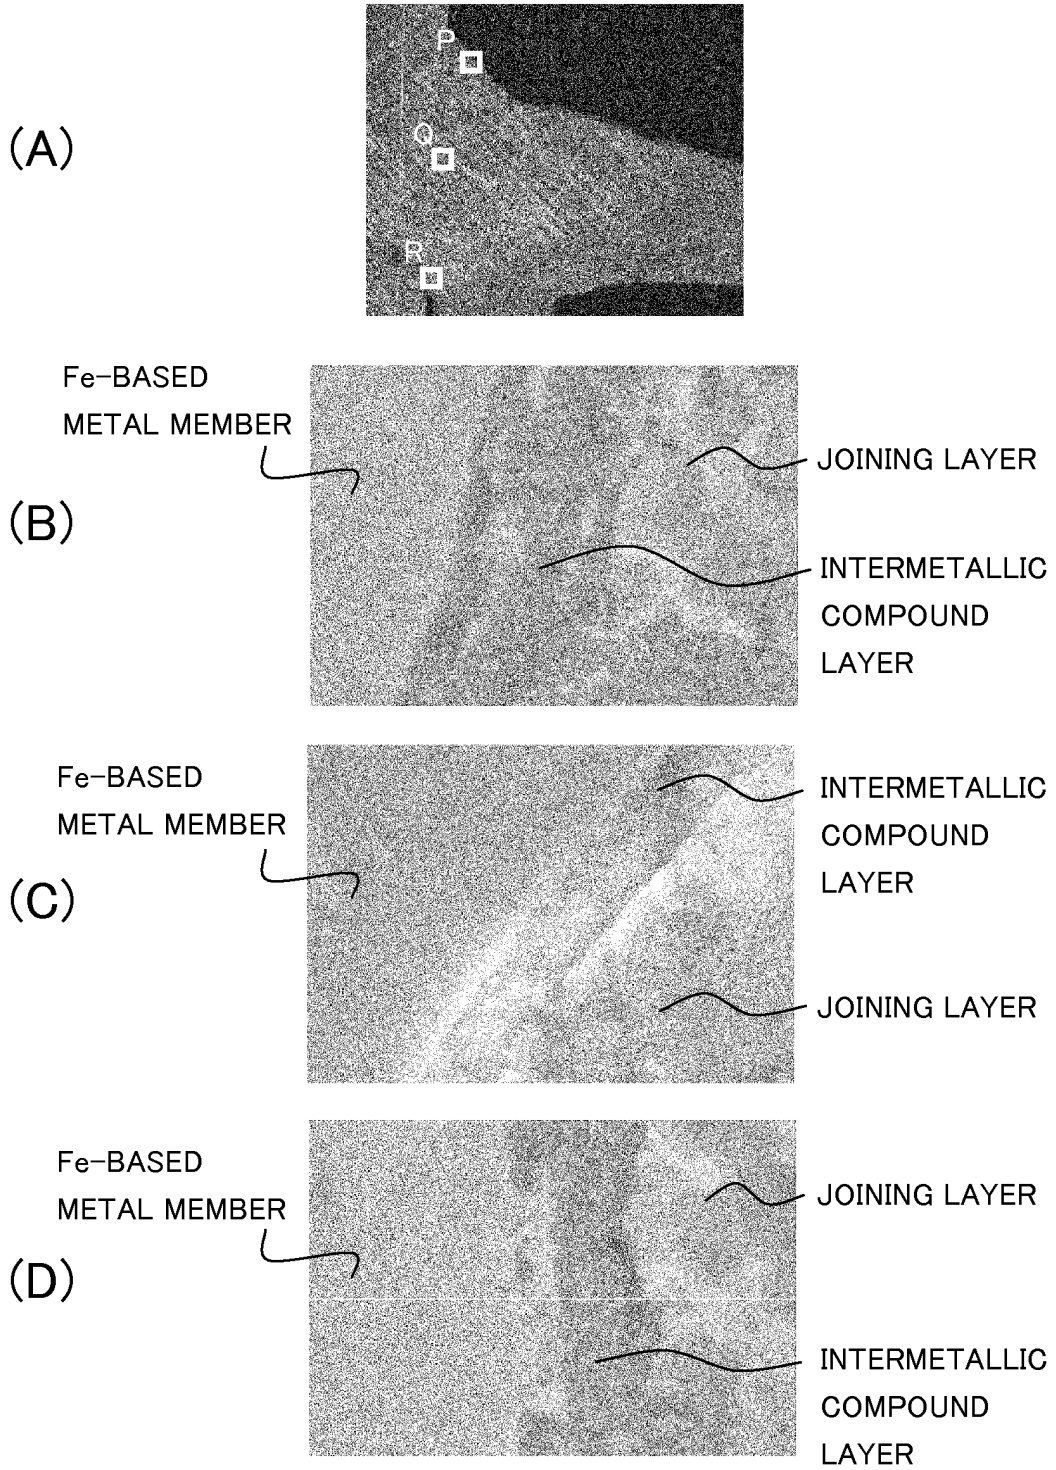 (A)
P
Q
R
(B)
Fe-BASED
METAL MEMBER
JOINING LAYER
INTERMETALLIC
COMPOUND
LAYER
(C)
Fe-BASED
METAL MEMBER
INTERMETALLIC
COMPOUND
LAYER
JOINING LAYER
(D)
Fe-BASED
METAL MEMBER
JOINING LAYER
INTERMETALLIC
COMPOUND
LAYER